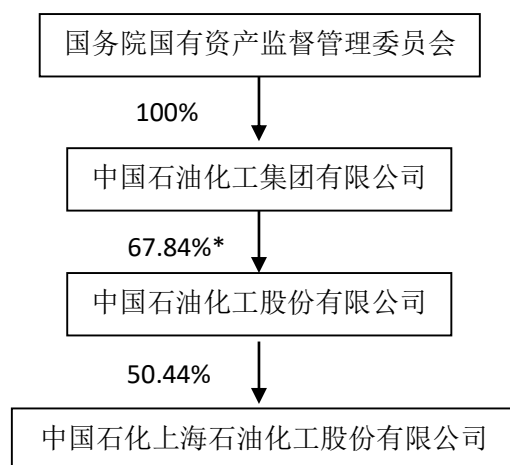 国务院国有资产监督管理委员会
100%
中国石油化工集团有限公司
67.84%*
中国石油化工股份有限公司
50.44%
中国石化上海石油化工股份有限公司